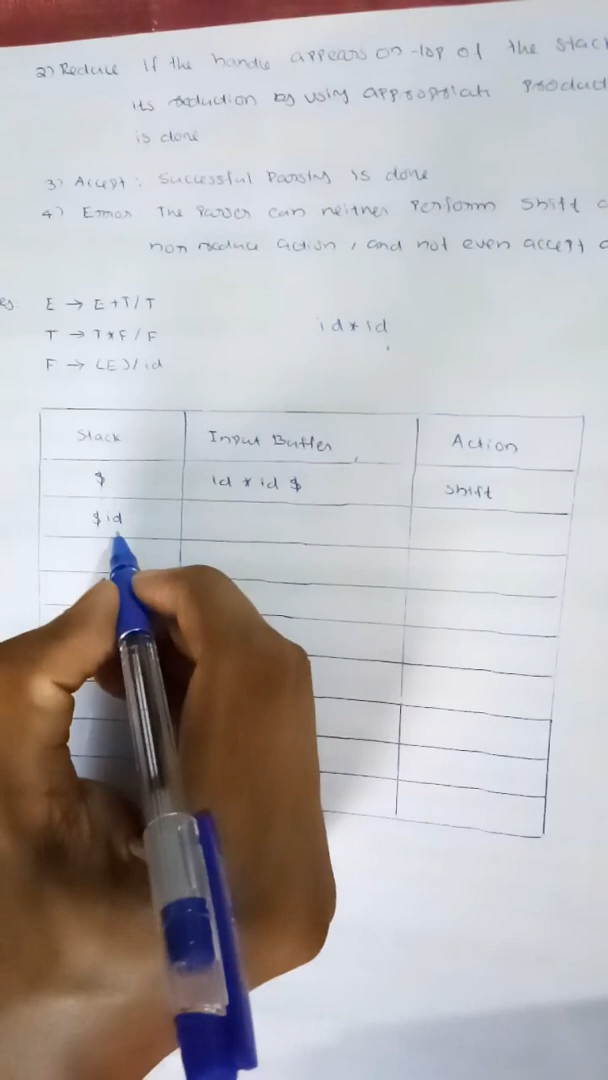 2) Reduce If the handle appears on top of the Stack
its reduction by using appropriate Product
is done
3) Accept : Successful Parsing is done
4) Error The Parser can neither Perform Shift
nor reduce action, and not even accept
E → E+T/T
id*id
T → T*F/F
F → (E)/id
Stack Input Buffer Action
$ id * id $ shift
$id